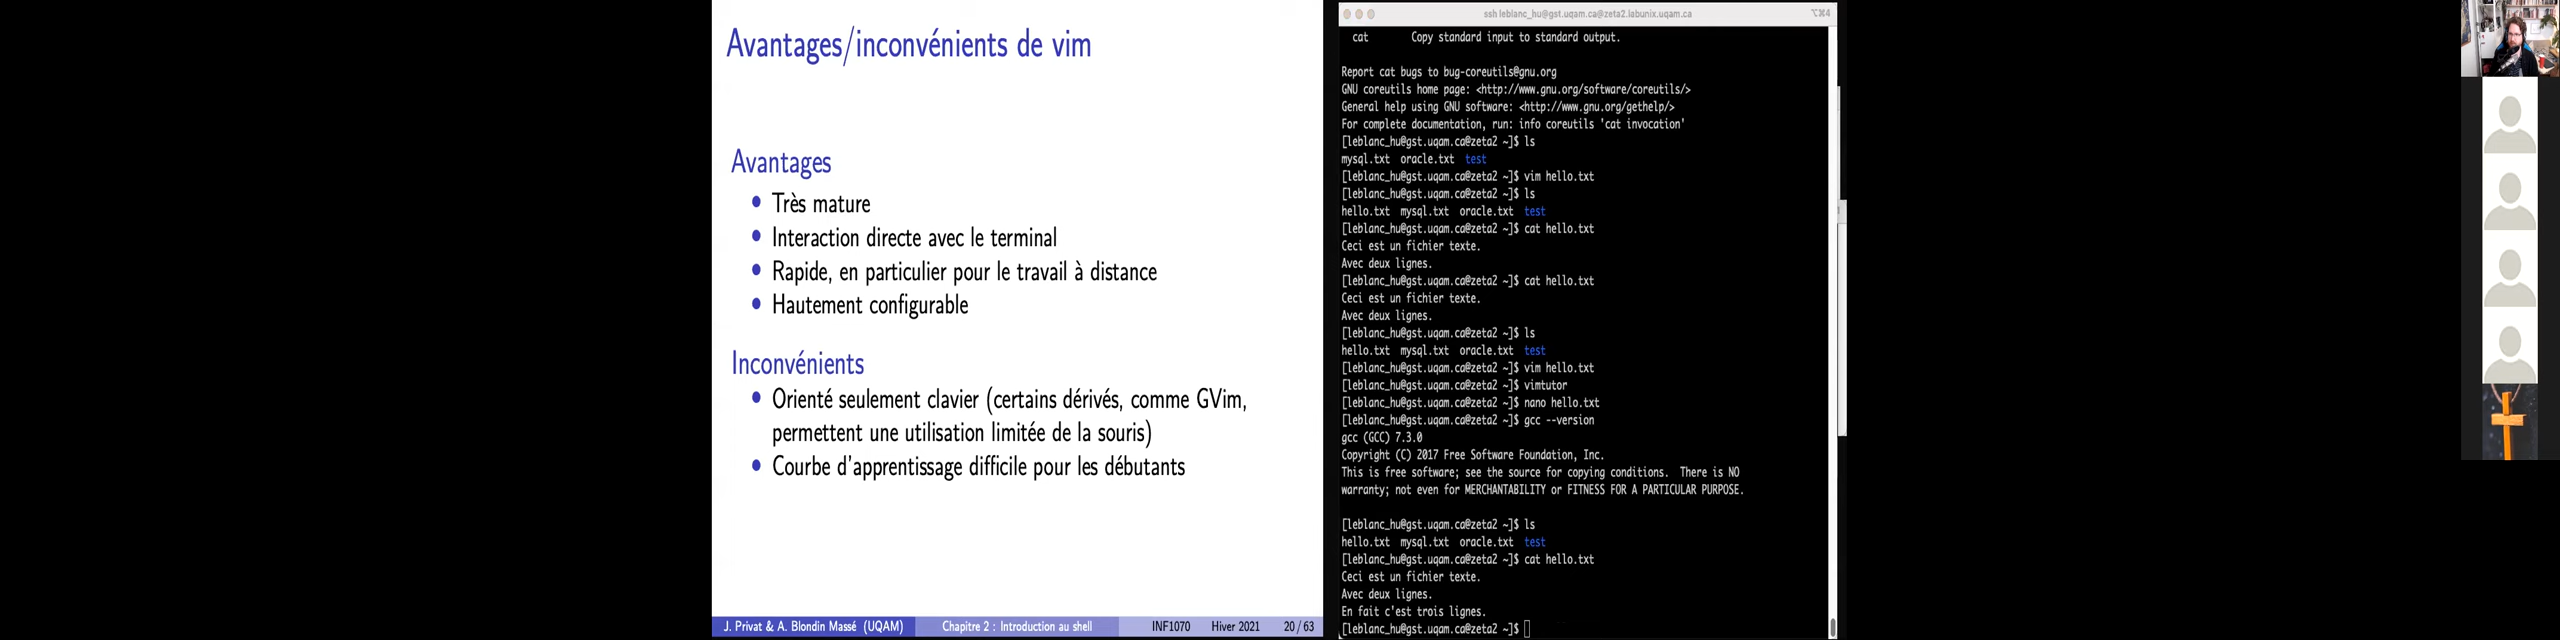 Avantages/inconvénients de vim
Avantages
• Très mature
• Interaction directe avec le terminal
• Rapide, en particulier pour le travail à distance
• Hautement configurable
Inconvénients
• Orienté seulement clavier (certains dérivés, comme GVim,
permettent une utilisation limitée de la souris)
• Courbe d'apprentissage difficile pour les débutants
J. Privat & A. Blondin Massé (UQAM) Chapitre 2 : Introduction au shell INF1070 Hiver 2021 20 / 63
ssh leblanc_hu@gst.uqam.ca@zeta2.labunix.uqam.ca ⌥⌘4
cat Copy standard input to standard output.
Report cat bugs to bug-coreutils@gnu.org
GNU coreutils home page: <http://www.gnu.org/software/coreutils/>
General help using GNU software: <http://www.gnu.org/gethelp/>
For complete documentation, run: info coreutils 'cat invocation'
[leblanc_hu@gst.uqam.ca@zeta2 ~]$ ls
mysql.txt oracle.txt test
[leblanc_hu@gst.uqam.ca@zeta2 ~]$ vim hello.txt
[leblanc_hu@gst.uqam.ca@zeta2 ~]$ ls
hello.txt mysql.txt oracle.txt test
[leblanc_hu@gst.uqam.ca@zeta2 ~]$ cat hello.txt
Ceci est un fichier texte.
Avec deux lignes.
[leblanc_hu@gst.uqam.ca@zeta2 ~]$ cat hello.txt
Ceci est un fichier texte.
Avec deux lignes.
[leblanc_hu@gst.uqam.ca@zeta2 ~]$ ls
hello.txt mysql.txt oracle.txt test
[leblanc_hu@gst.uqam.ca@zeta2 ~]$ vim hello.txt
[leblanc_hu@gst.uqam.ca@zeta2 ~]$ vimtutor
[leblanc_hu@gst.uqam.ca@zeta2 ~]$ nano hello.txt
[leblanc_hu@gst.uqam.ca@zeta2 ~]$ gcc --version
gcc (GCC) 7.3.0
Copyright (C) 2017 Free Software Foundation, Inc.
This is free software; see the source for copying conditions. There is NO
warranty; not even for MERCHANTABILITY or FITNESS FOR A PARTICULAR PURPOSE.
[leblanc_hu@gst.uqam.ca@zeta2 ~]$ ls
hello.txt mysql.txt oracle.txt test
[leblanc_hu@gst.uqam.ca@zeta2 ~]$ cat hello.txt
Ceci est un fichier texte.
Avec deux lignes.
En fait c'est trois lignes.
[leblanc_hu@gst.uqam.ca@zeta2 ~]$